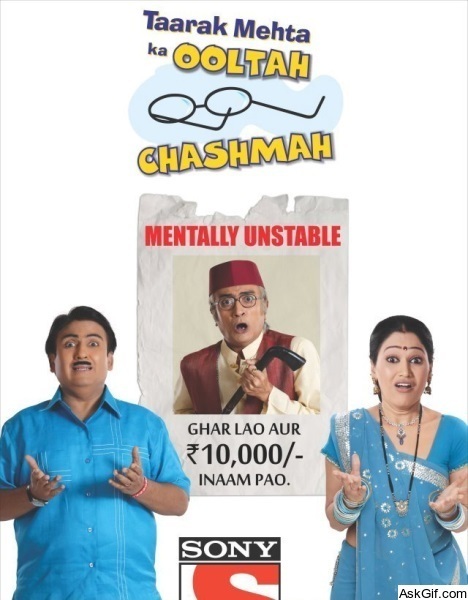 Taarak Mehta
ka OOLTAH
CHASHMAH
MENTALLY UNSTABLE
GHAR LAO AUR
₹10,000/-
INAAM PAO.
SONY
S
AskGif.com